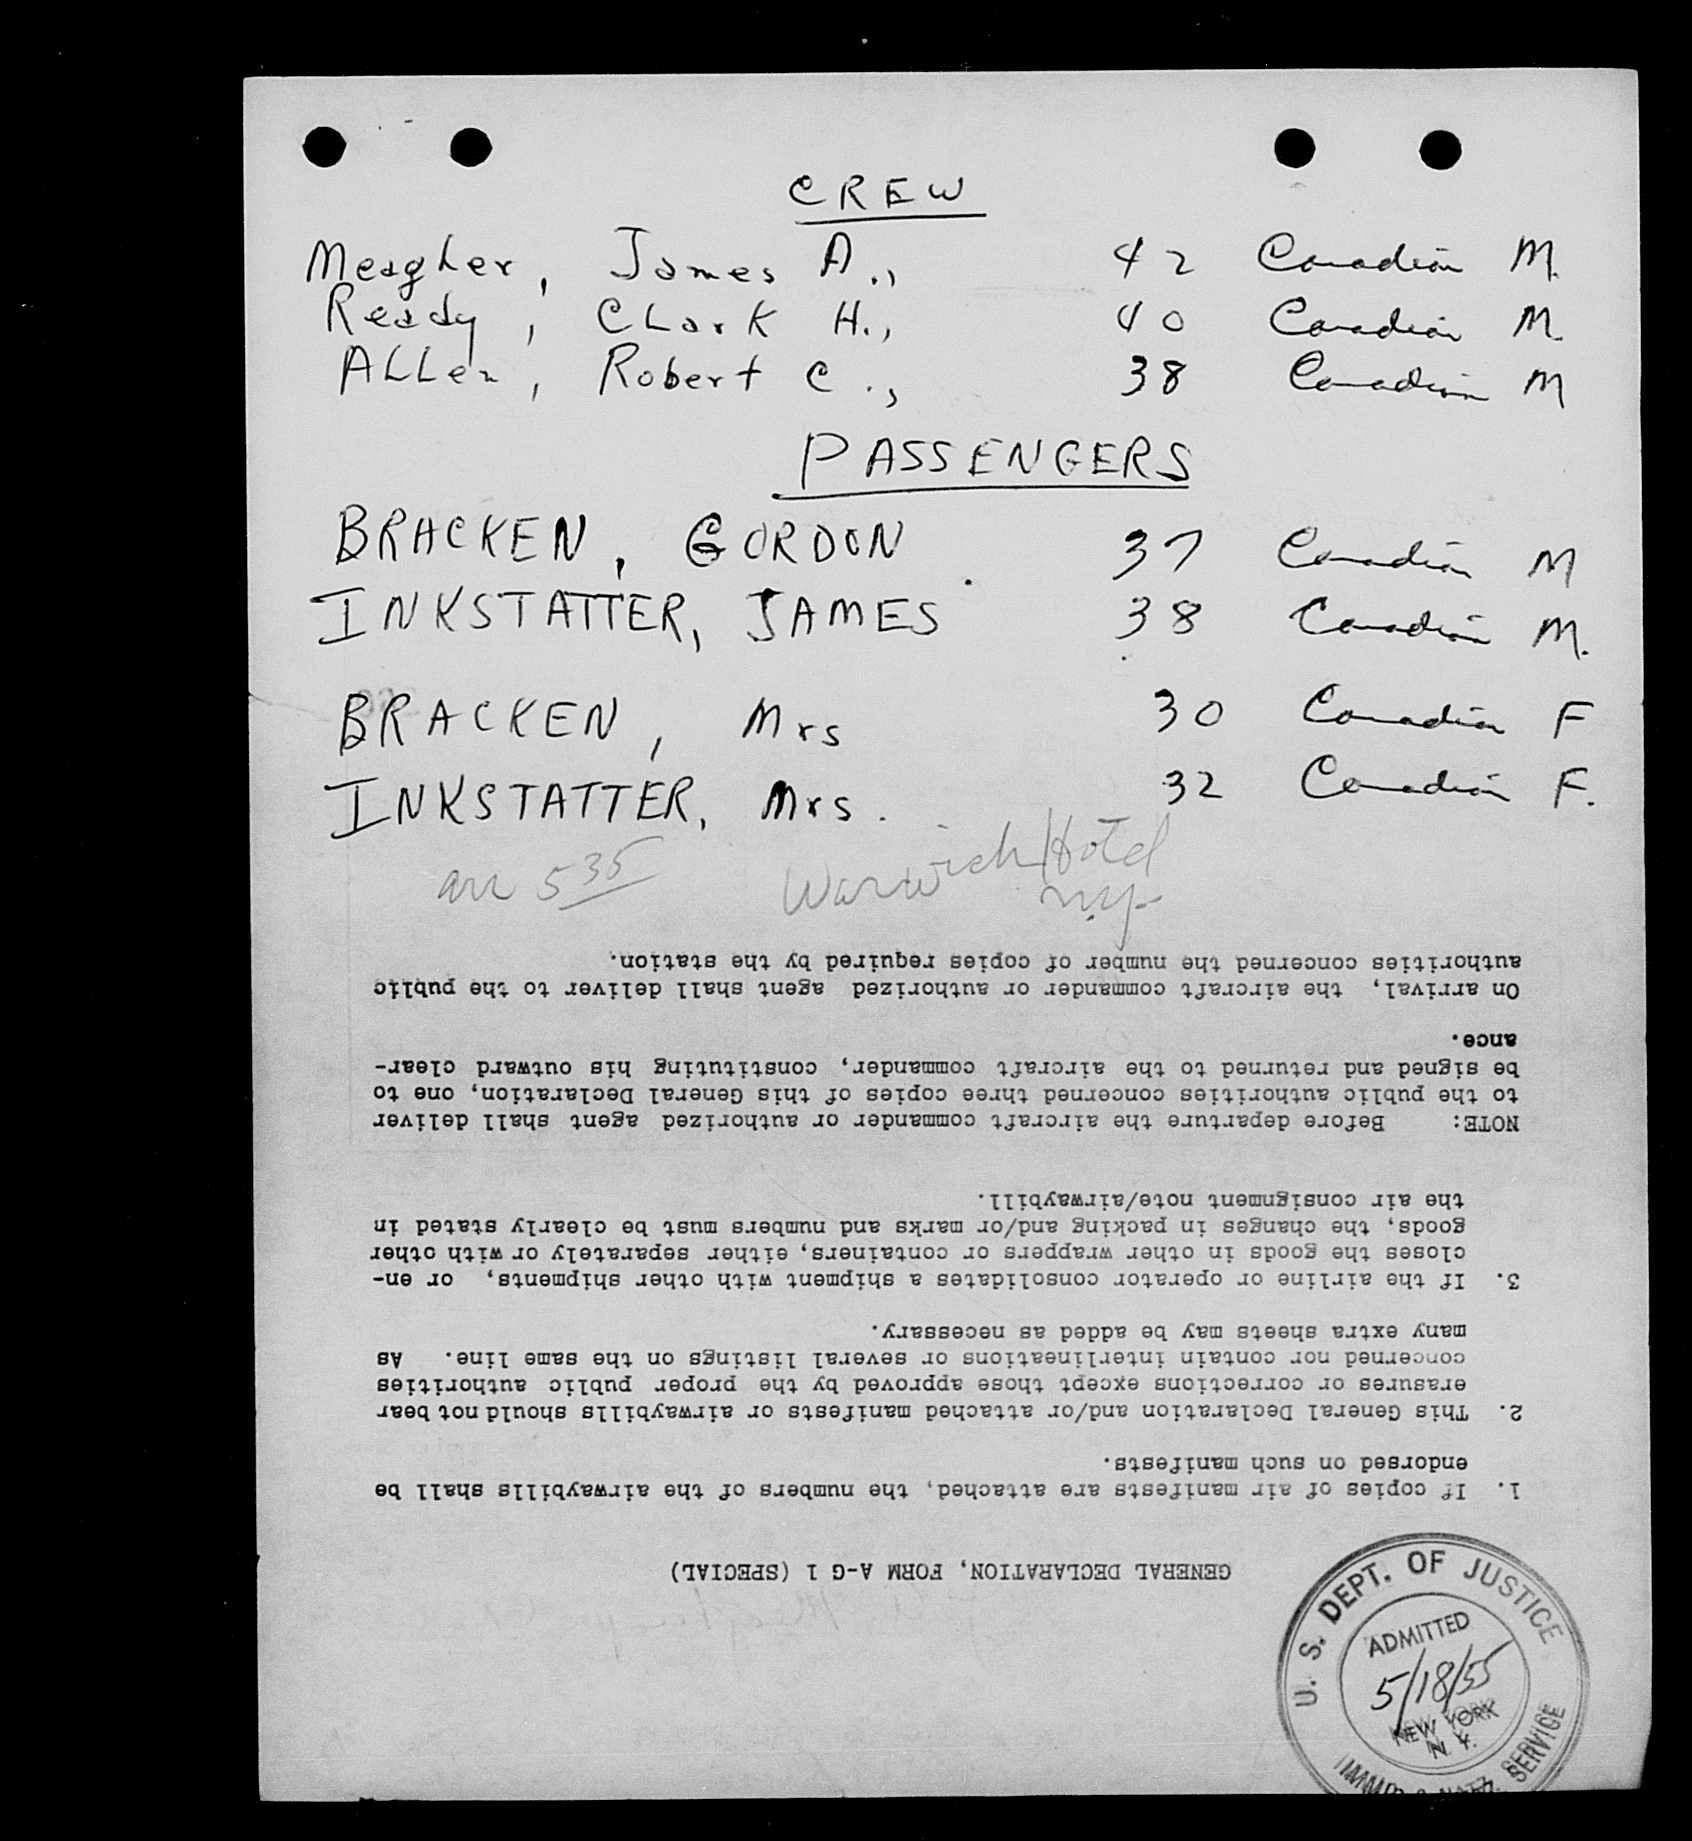 CREW
Meagher, James A., 42 Canadian M.
Ready, Clark H., 40 Canadian M.
Allen, Robert C., 38 Canadian M
PASSENGERS
BRACKEN, GORDON 37 Canadian M
INKSTATTER, JAMES 38 Canadian M.
BRACKEN, Mrs 30 Canadian F
INKSTATTER, Mrs. 32 Canadian F.
arr 5 35 Warwick Hotel
N.Y.
GENERAL DECLARATION, FORM A-G 1 (SPECIAL)
1. If copies of air manifests are attached, the numbers of the airwaybills shall be
endorsed on such manifests.
2. This General Declaration and/or attached manifests or airwaybills should not bear
erasures or corrections except those approved by the proper public authorities
concerned nor contain interlineations or several listings on the same line. As
many extra sheets may be added as necessary.
3. If the airline or operator consolidates a shipment with other shipments, or en-
closes the goods in other wrappers or containers, either separately or with other
goods, the changes in packing and/or marks and numbers must be clearly stated in
the air consignment note/airwaybill.
NOTE: Before departure the aircraft commander or authorized agent shall deliver
to the public authorities concerned three copies of this General Declaration, one to
be signed and returned to the aircraft commander, constituting his outward clear-
ance.
On arrival, the aircraft commander or authorized agent shall deliver to the public
authorities concerned the number of copies required by the station.
U. S. DEPT. OF JUSTICE
ADMITTED
5/18/55
NEW YORK
N. Y.
SERVICE